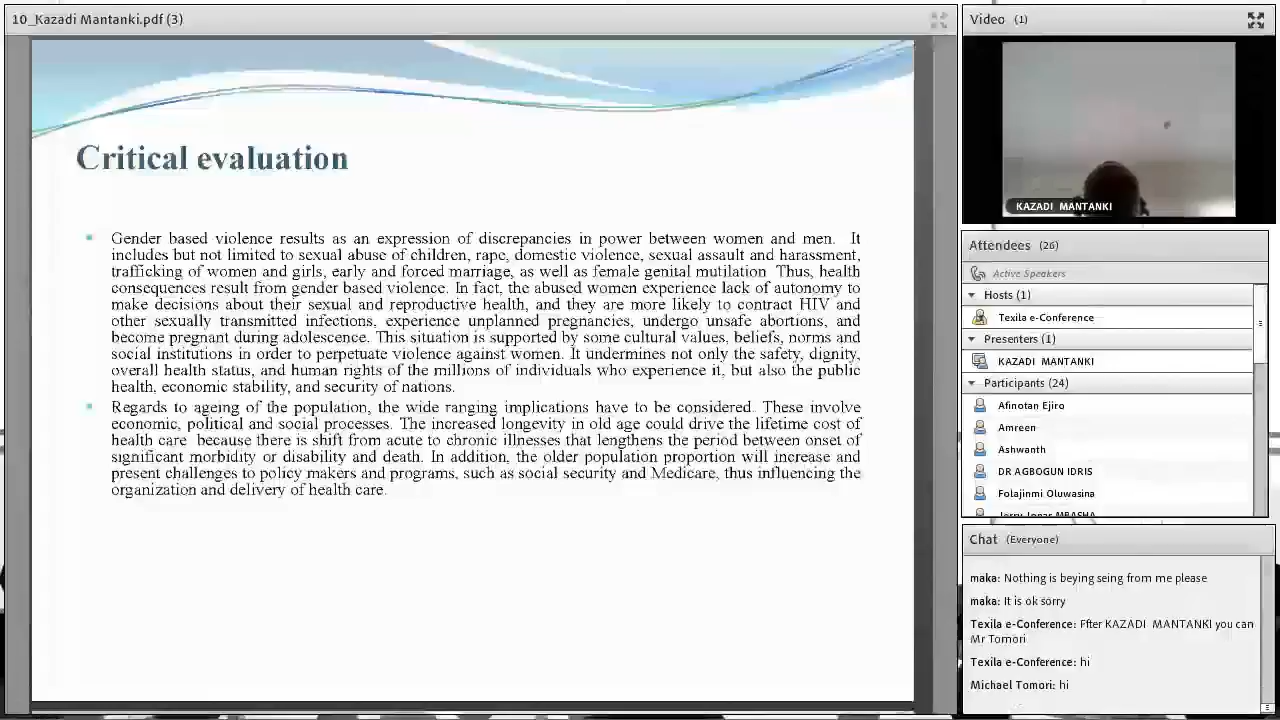 10_Kazadi Mantanki.pdf (3)
Critical evaluation
Gender based violence results as an expression of discrepancies in power between women and men. It
includes but not limited to sexual abuse of children, rape, domestic violence, sexual assault and harassment,
trafficking of women and girls, early and forced marriage, as well as female genital mutilation Thus, health
consequences result from gender based violence. In fact, the abused women experience lack of autonomy to
make decisions about their sexual and reproductive health, and they are more likely to contract HIV and
other sexually transmitted infections, experience unplanned pregnancies, undergo unsafe abortions, and
become pregnant during adolescence. This situation is supported by some cultural values, beliefs, norms and
social institutions in order to perpetuate violence against women. It undermines not only the safety, dignity,
overall health status, and human rights of the millions of individuals who experience it, but also the public
health, economic stability, and security of nations.
Regards to ageing of the population, the wide ranging implications have to be considered. These involve
economic, political and social processes. The increased longevity in old age could drive the lifetime cost of
health care because there is shift from acute to chronic illnesses that lengthens the period between onset of
significant morbidity or disability and death. In addition, the older population proportion will increase and
present challenges to policy makers and programs, such as social security and Medicare, thus influencing the
organization and delivery of health care.
Video (1)
KAZADI MANTANKI
Attendees (26)
Active Speakers
Hosts (1)
Texila e-Conference
Presenters (1)
KAZADI MANTANKI
Participants (24)
Afinotan Ejiro
Amreen
Ashwanth
DR AGBOGUN IDRIS
Folajinmi Oluwasina
Chat (Everyone)
maka: Nothing is beying seing from me please
maka: It is ok sorry
Texila e-Conference: Ffter KAZADI MANTANKI you can
Mr Tomori
Texila e-Conference: hi
Michael Tomori: hi